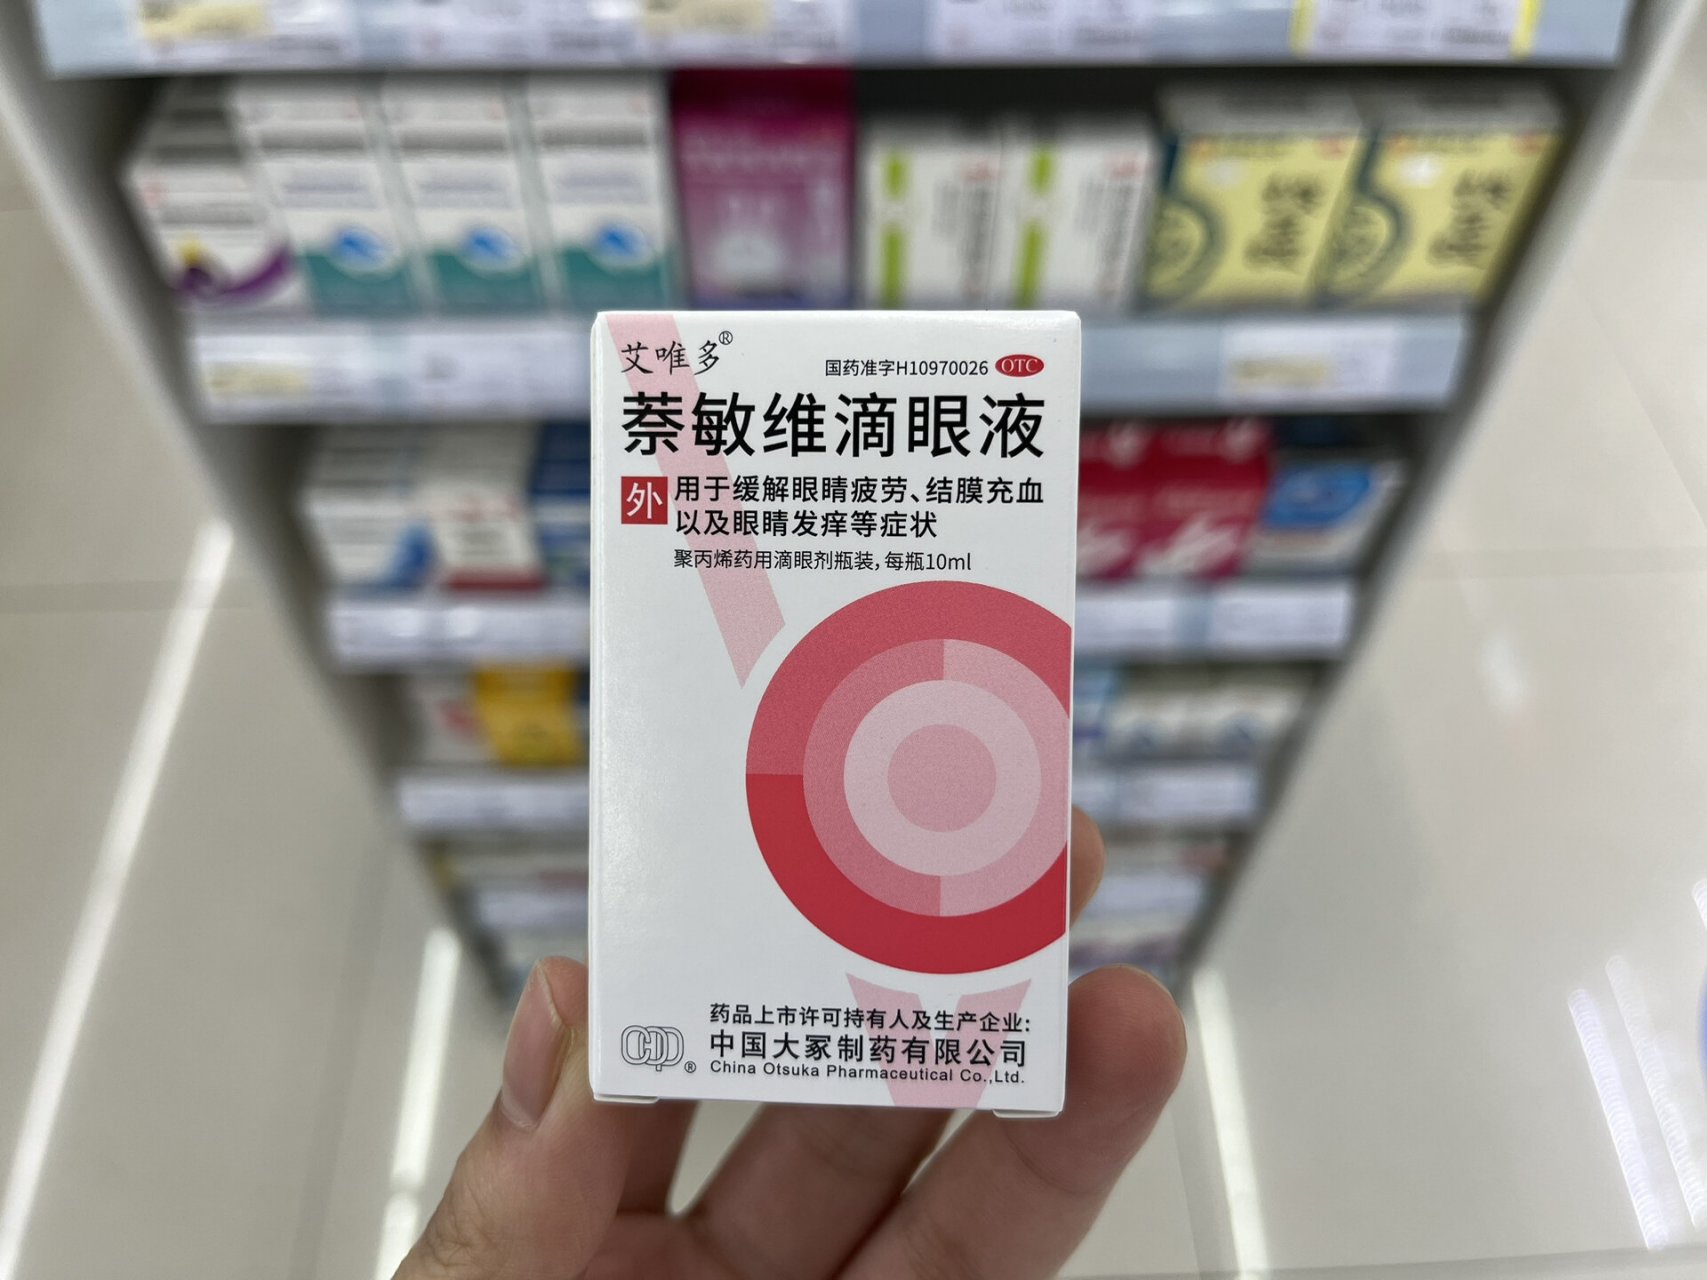 艾唯多®
国药准字H10970026 OTC
萘敏维滴眼液
外 用于缓解眼睛疲劳、结膜充血
以及眼睛发痒等症状
聚丙烯药用滴眼剂瓶装，每瓶10ml
药品上市许可持有人及生产企业:
中国大冢制药有限公司
China Otsuka Pharmaceutical Co.,Ltd.